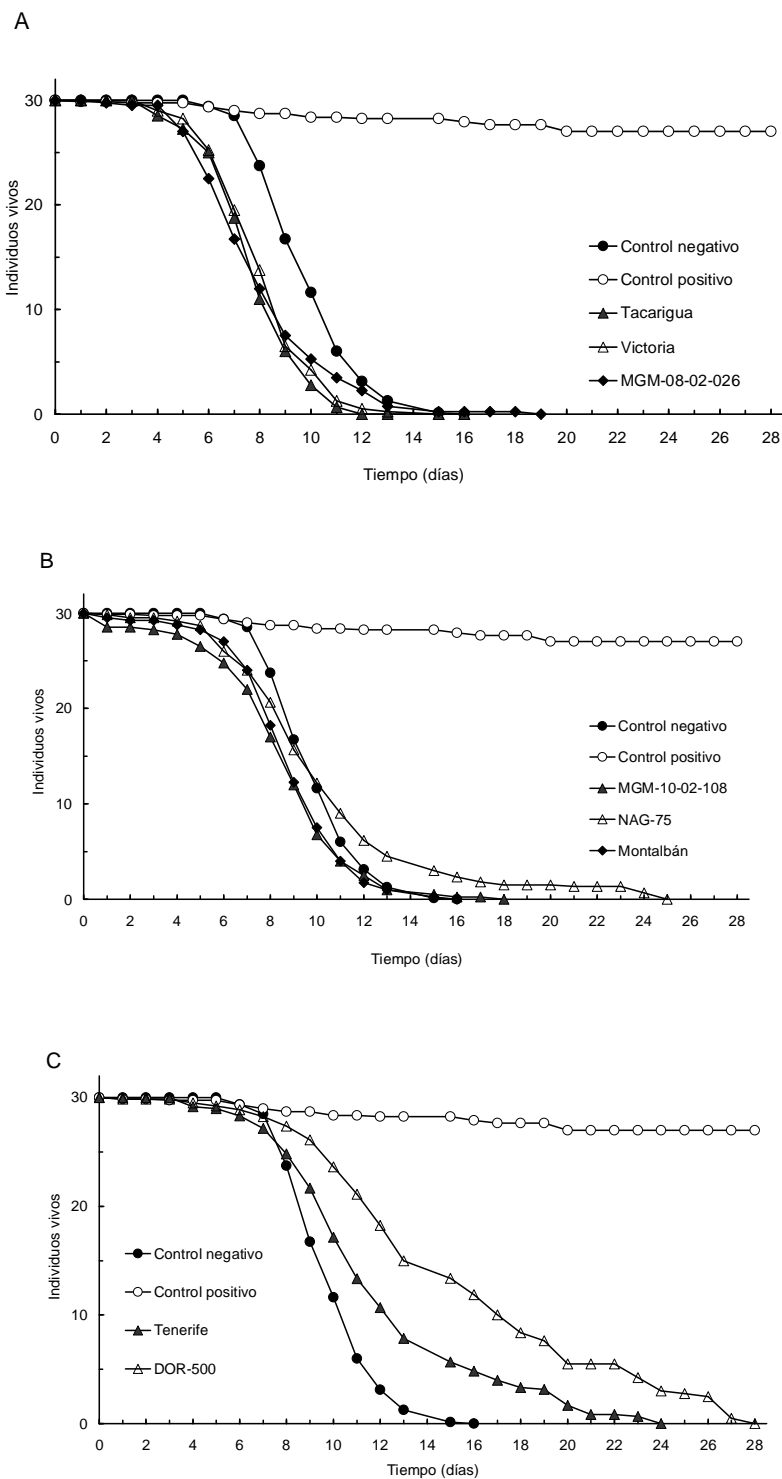 A
30
20
10
0
Individuos vivos
Control negativo
Control positivo
Tacarigua
Victoria
MGM-08-02-026
0 2 4 6 8 10 12 14 16 18 20 22 24 26 28
Tiempo (días)
B
30
20
10
0
Individuos vivos
Control negativo
Control positivo
MGM-10-02-108
NAG-75
Montalbán
0 2 4 6 8 10 12 14 16 18 20 22 24 26 28
Tiempo (días)
C
30
20
10
0
Individuos vivos
Control negativo
Control positivo
Tenerife
DOR-500
0 2 4 6 8 10 12 14 16 18 20 22 24 26 28
Tiempo (días)